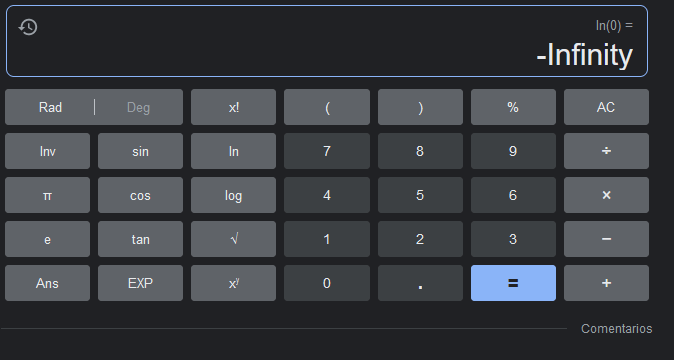 ln(0) =
-Infinity
Rad | Deg x! ( ) % AC
Inv sin ln 7 8 9 ÷
π cos log 4 5 6 ×
e tan √ 1 2 3 −
Ans EXP xʸ 0 . = +
Comentarios